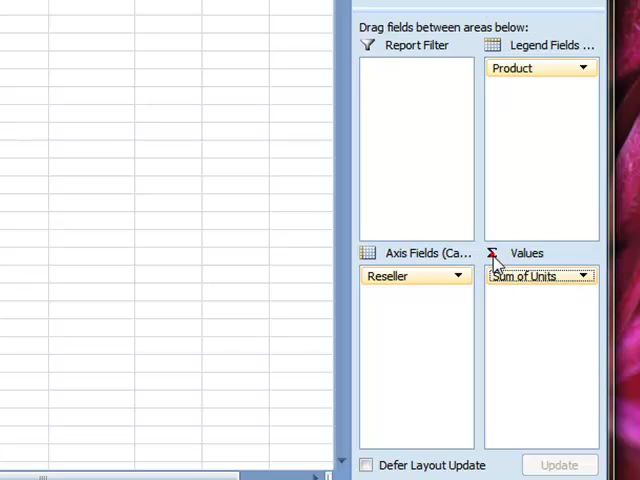 Drag fields between areas below:
Report Filter
Legend Fields ...
Product
Axis Fields (Ca...
Σ Values
Reseller
Sum of Units
Defer Layout Update
Update